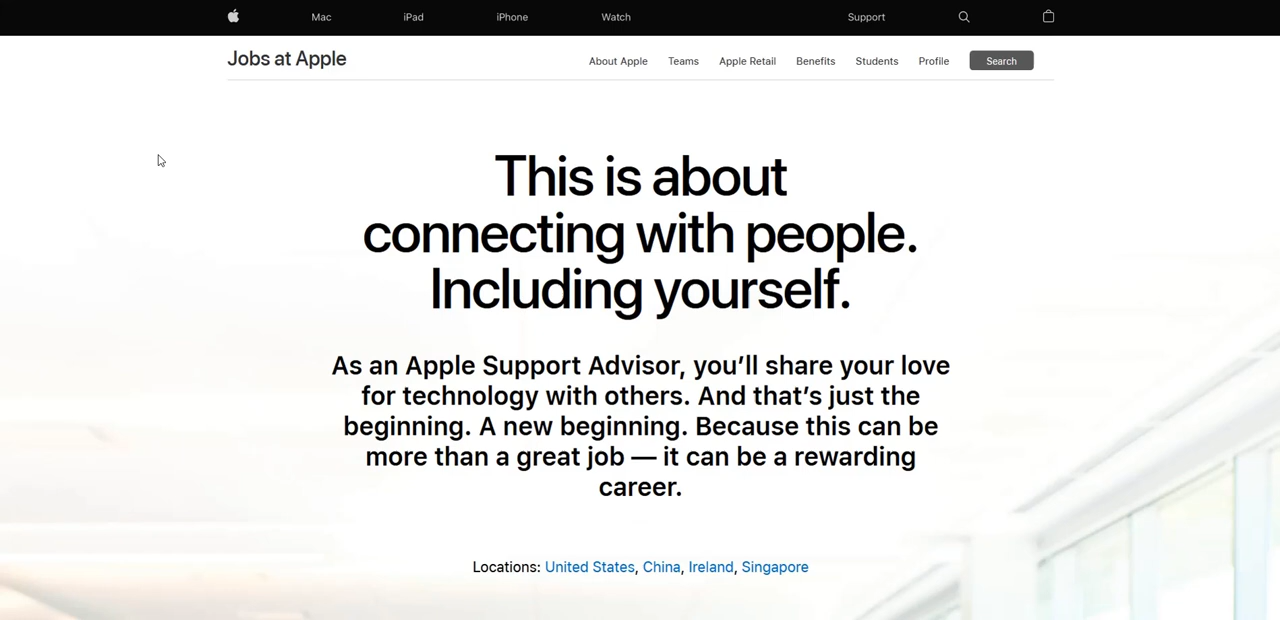 Mac iPad iPhone Watch Support
Jobs at Apple
About Apple Teams Apple Retail Benefits Students Profile Search
This is about
connecting with people.
Including yourself.
As an Apple Support Advisor, you’ll share your love
for technology with others. And that’s just the
beginning. A new beginning. Because this can be
more than a great job — it can be a rewarding
career.
Locations: United States, China, Ireland, Singapore